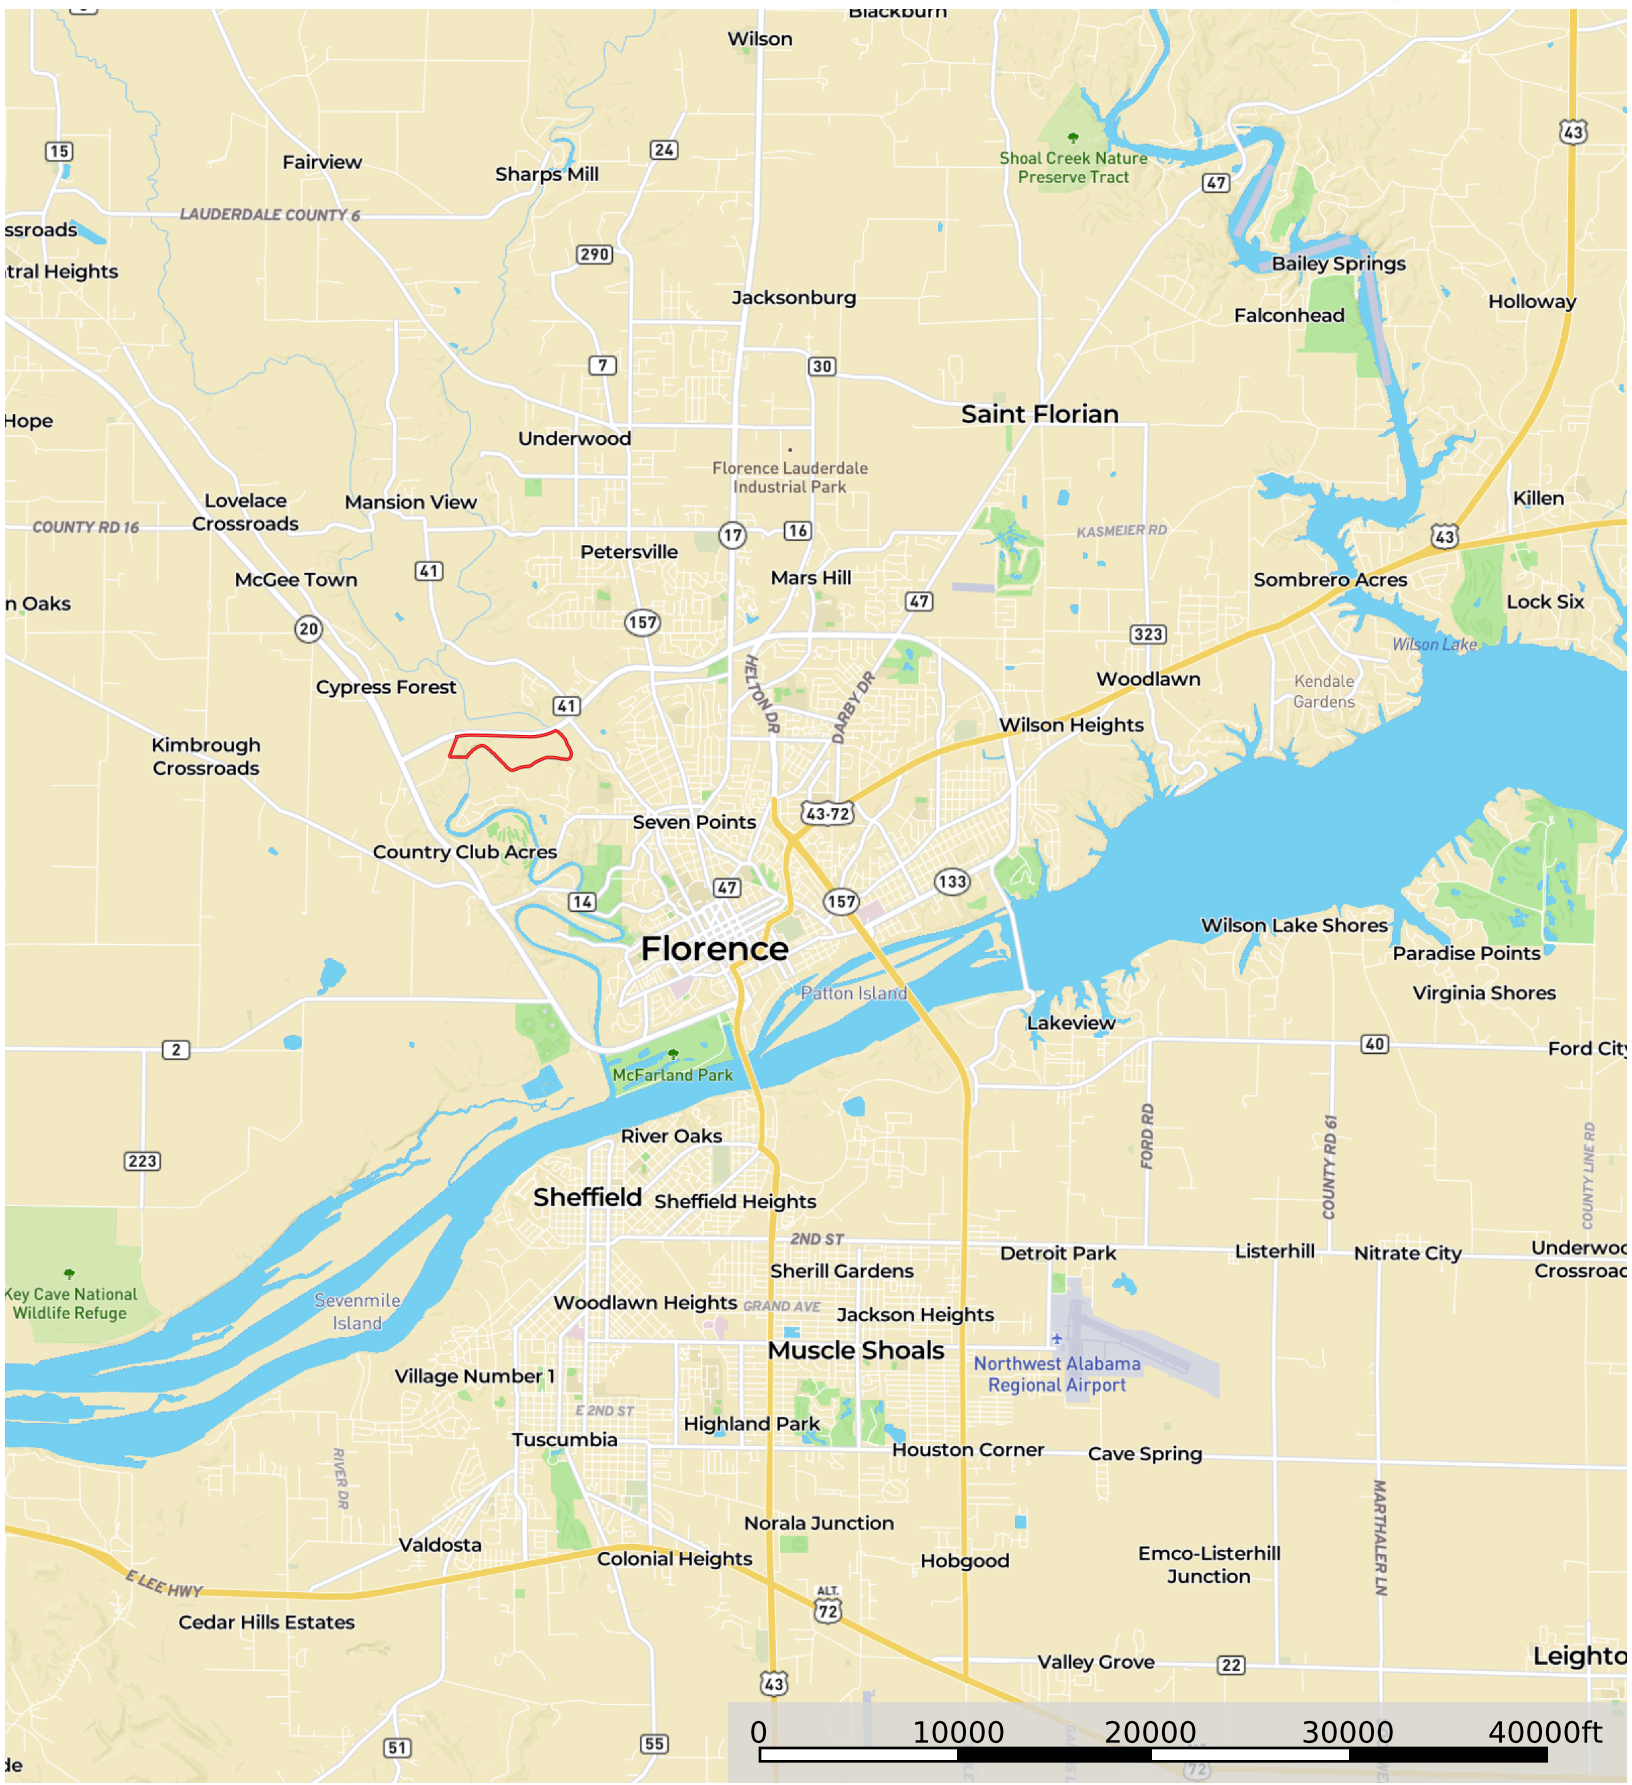 Blackburn
Wilson
15
24
43
Fairview
Sharps Mill
Shoal Creek Nature
Preserve Tract
47
LAUDERDALE COUNTY 6
ssroads
290
tral Heights
Bailey Springs
Jacksonburg
Holloway
Falconhead
7
30
Hope
Saint Florian
Underwood
Florence Lauderdale
Industrial Park
Lovelace
Crossroads
Mansion View
Killen
COUNTY RD 16
17
16
KASMEIER RD
43
Petersville
41
McGee Town
Mars Hill
Sombrero Acres
n Oaks
47
Lock Six
20
157
323
Wilson Lake
HELTON DR
DARBY DR
Cypress Forest
Woodlawn
Kendale
Gardens
41
Wilson Heights
Kimbrough
Crossroads
43-72
Seven Points
Country Club Acres
47
133
14
157
Wilson Lake Shores
Florence
Paradise Points
Patton Island
Virginia Shores
Lakeview
2
40
Ford City
McFarland Park
FORD RD
COUNTY RD 61
COUNTY LINE RD
River Oaks
223
Sheffield
Sheffield Heights
2ND ST
Detroit Park
Listerhill
Nitrate City
Underwoo
Crossroad
Sherill Gardens
Key Cave National
Wildlife Refuge
Sevenmile
Island
Woodlawn Heights
GRAND AVE
Jackson Heights
Muscle Shoals
Northwest Alabama
Regional Airport
Village Number 1
E 2ND ST
Highland Park
Tuscumbia
Houston Corner
Cave Spring
RIVER DR
MARTHALER LN
Norala Junction
Valdosta
Colonial Heights
Hobgood
Emco-Listerhill
Junction
E LEE HWY
ALT.
72
Cedar Hills Estates
Leighto
Valley Grove
22
43
51
55
de
72
0
10000
20000
30000
40000ft